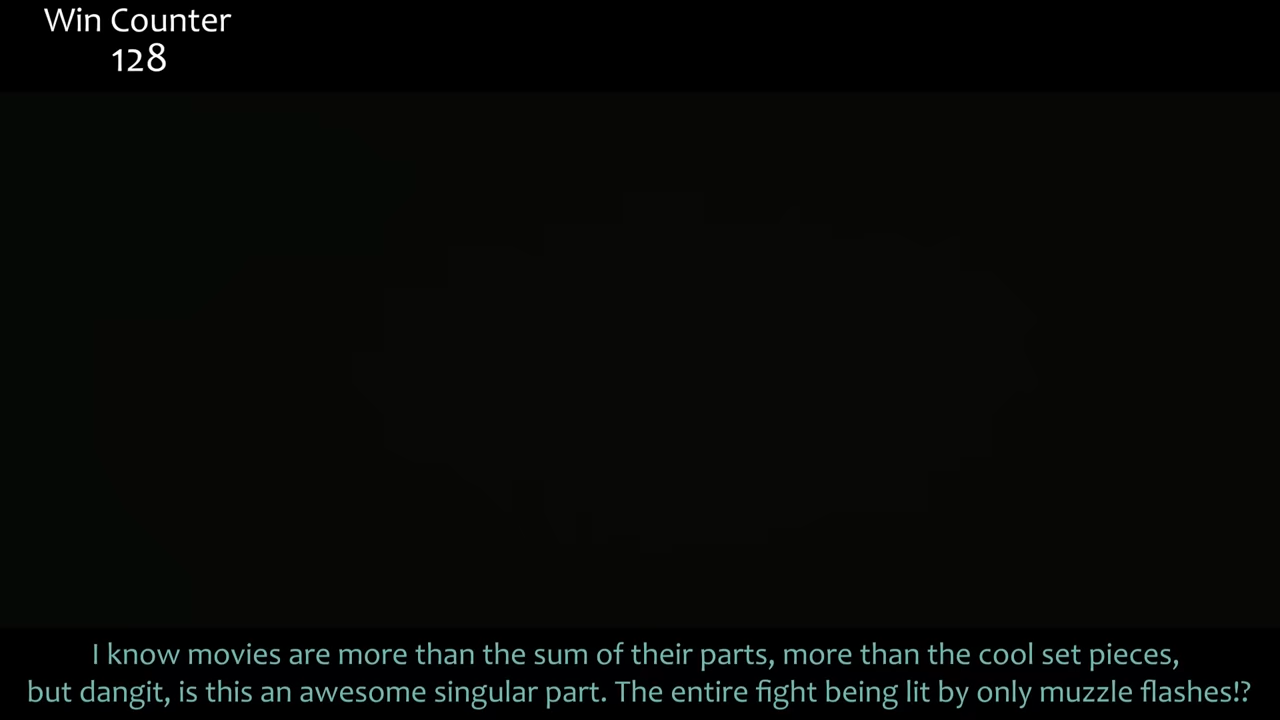 Win Counter
128
I know movies are more than the sum of their parts, more than the cool set pieces,
but dangit, is this an awesome singular part. The entire fight being lit by only muzzle flashes!?